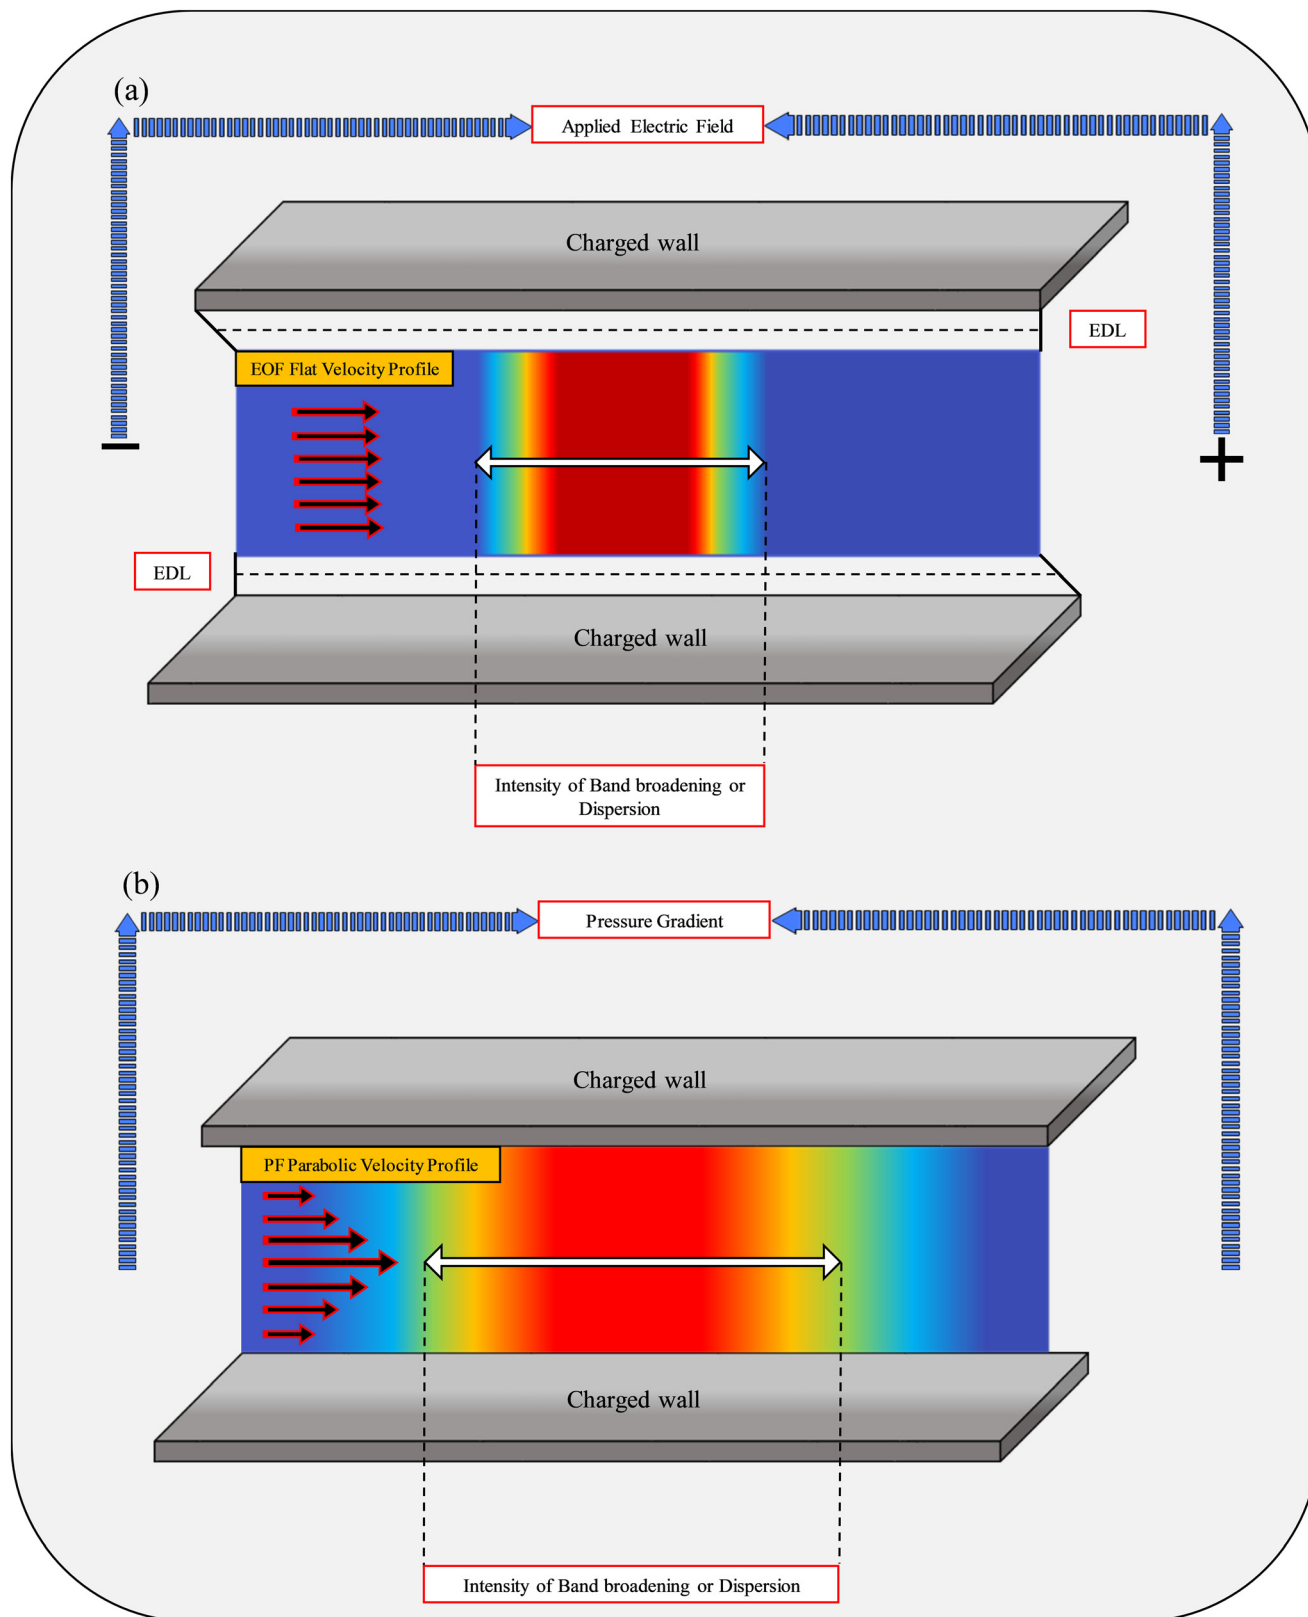 (a)
Applied Electric Field
Charged wall
EDL
EOF Flat Velocity Profile
−
+
EDL
Charged wall
Intensity of Band broadening or
Dispersion
(b)
Pressure Gradient
Charged wall
PF Parabolic Velocity Profile
Charged wall
Intensity of Band broadening or Dispersion